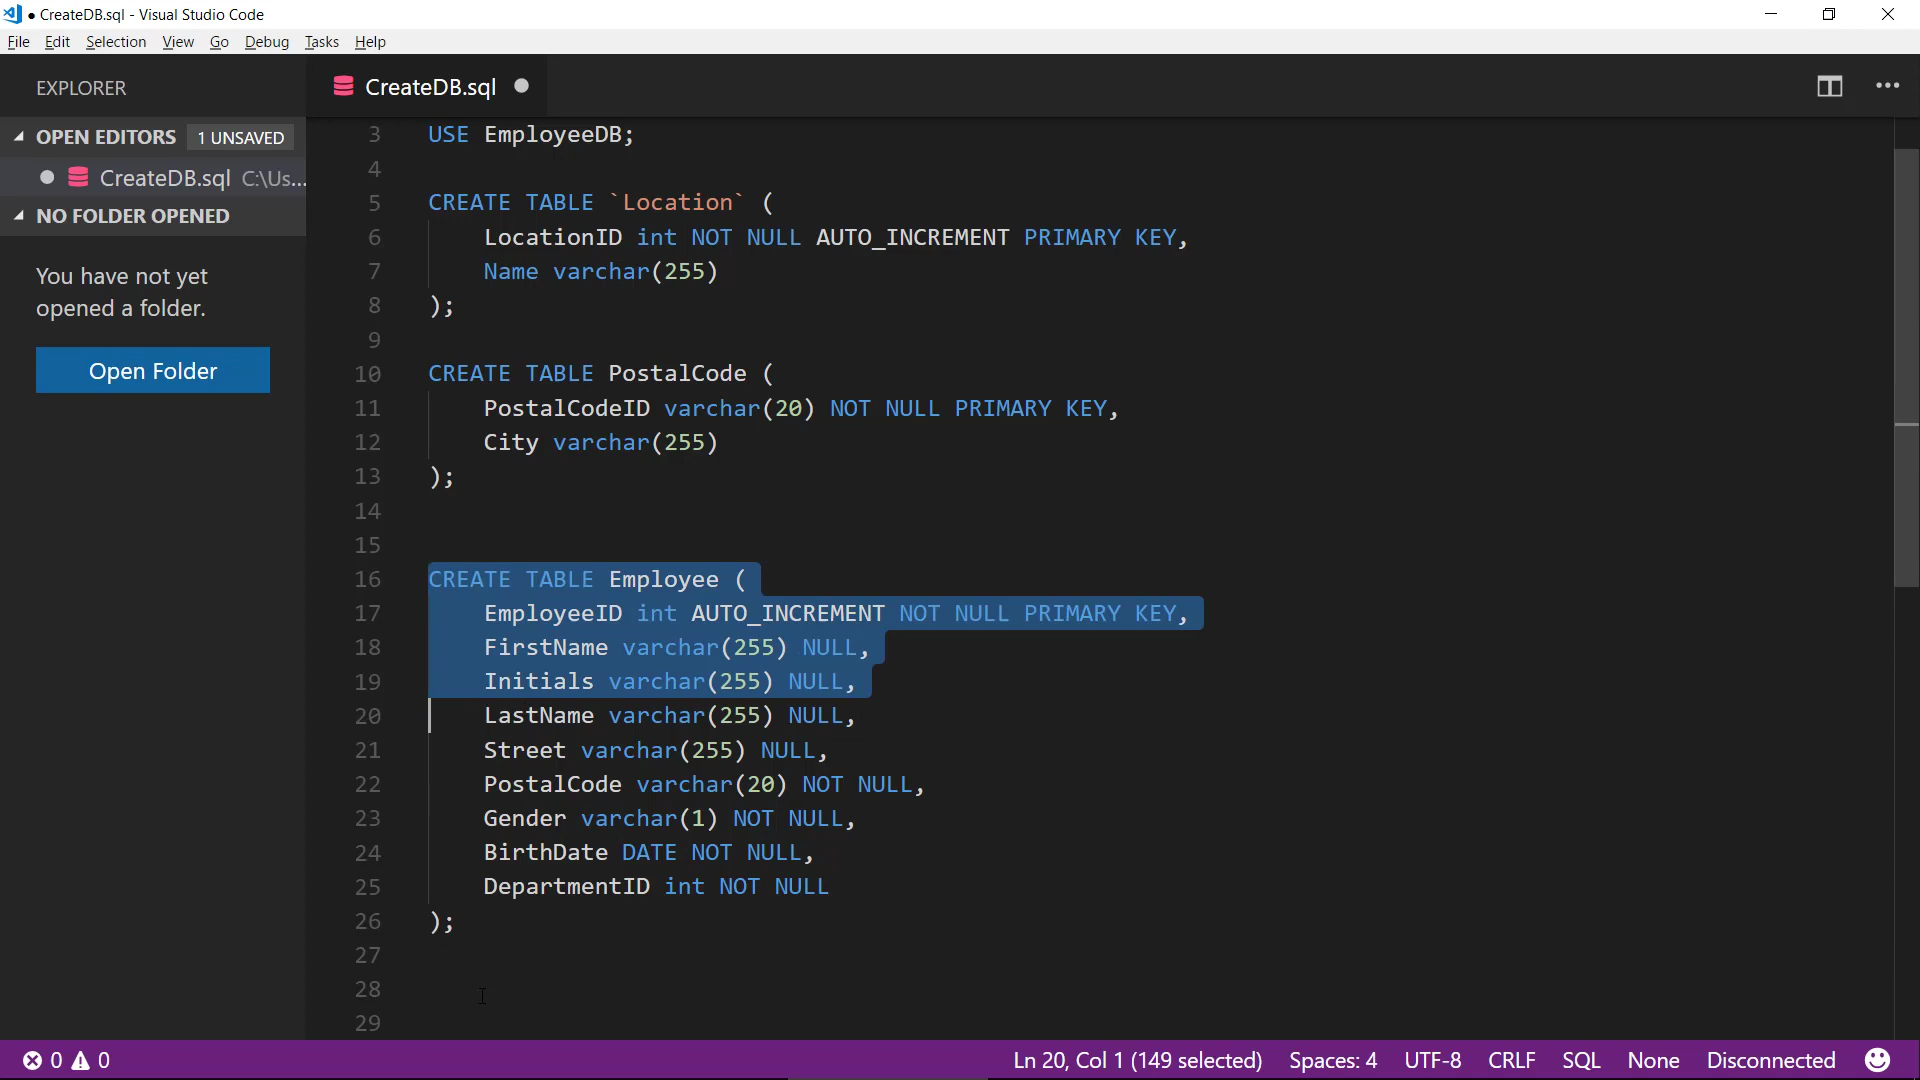 ● CreateDB.sql - Visual Studio Code
File Edit Selection View Go Debug Tasks Help
EXPLORER
OPEN EDITORS 1 UNSAVED
CreateDB.sql C:\Us...
NO FOLDER OPENED
You have not yet
opened a folder.
Open Folder
CreateDB.sql
3 USE EmployeeDB;
4
5 CREATE TABLE `Location` (
6     LocationID int NOT NULL AUTO_INCREMENT PRIMARY KEY,
7     Name varchar(255)
8 );
9
10 CREATE TABLE PostalCode (
11     PostalCodeID varchar(20) NOT NULL PRIMARY KEY,
12     City varchar(255)
13 );
14
15
16 CREATE TABLE Employee (
17     EmployeeID int AUTO_INCREMENT NOT NULL PRIMARY KEY,
18     FirstName varchar(255) NULL,
19     Initials varchar(255) NULL,
20     LastName varchar(255) NULL,
21     Street varchar(255) NULL,
22     PostalCode varchar(20) NOT NULL,
23     Gender varchar(1) NOT NULL,
24     BirthDate DATE NOT NULL,
25     DepartmentID int NOT NULL
26 );
27
28
29
0 0 Ln 20, Col 1 (149 selected) Spaces: 4 UTF-8 CRLF SQL None Disconnected